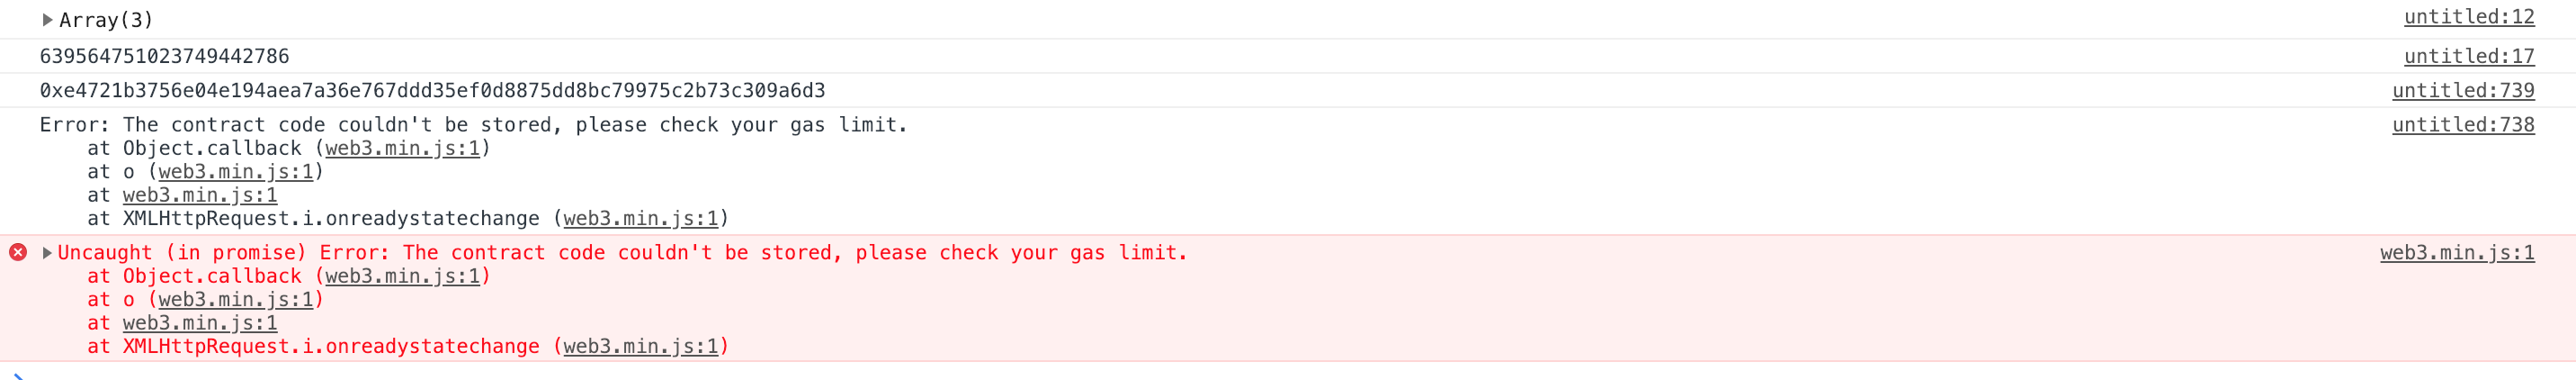 Array(3) untitled:12
639564751023749442786 untitled:17
0xe4721b3756e04e194aea7a36e767ddd35ef0d8875dd8bc79975c2b73c309a6d3 untitled:739
Error: The contract code couldn't be stored, please check your gas limit. untitled:738
at Object.callback (web3.min.js:1)
at o (web3.min.js:1)
at web3.min.js:1
at XMLHttpRequest.i.onreadystatechange (web3.min.js:1)
Uncaught (in promise) Error: The contract code couldn't be stored, please check your gas limit. web3.min.js:1
at Object.callback (web3.min.js:1)
at o (web3.min.js:1)
at web3.min.js:1
at XMLHttpRequest.i.onreadystatechange (web3.min.js:1)